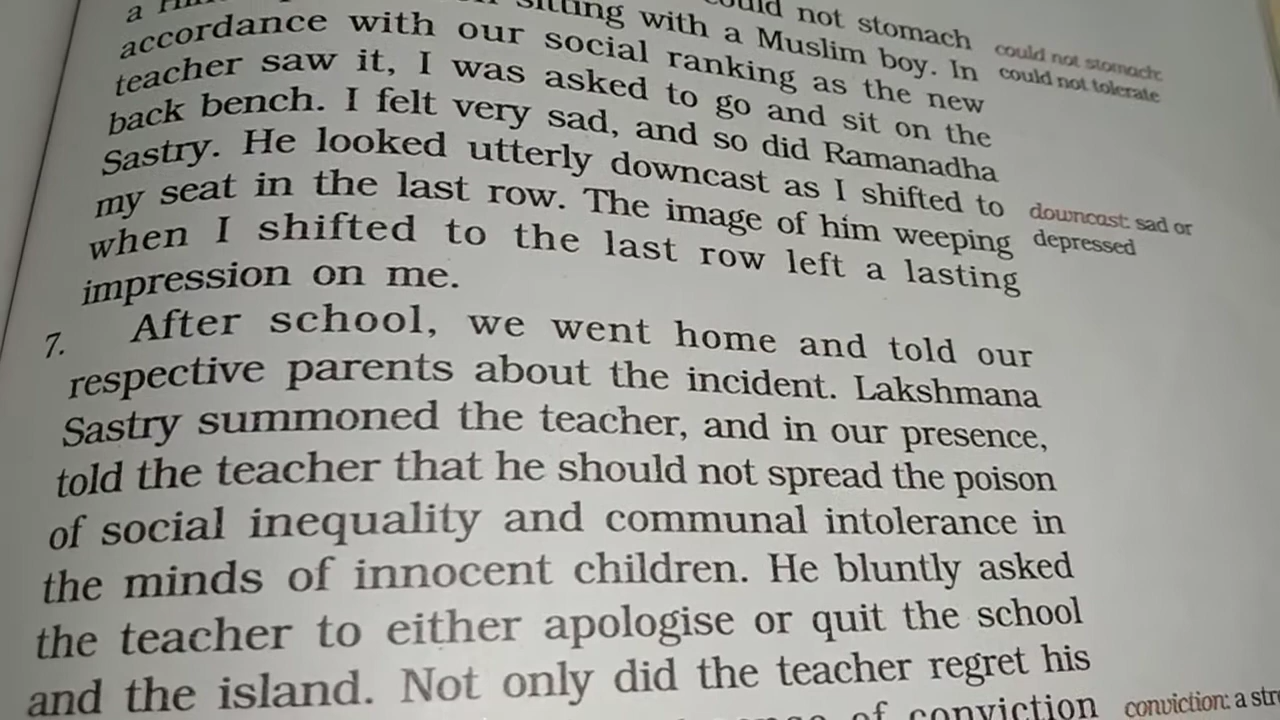 could not stomach
sitting with a Muslim boy. In
accordance with our social ranking as the new
teacher saw it, I was asked to go and sit on the
back bench. I felt very sad, and so did Ramanadha
Sastry. He looked utterly downcast as I shifted to
my seat in the last row. The image of him weeping
when I shifted to the last row left a lasting
impression on me.
7. After school, we went home and told our
respective parents about the incident. Lakshmana
Sastry summoned the teacher, and in our presence,
told the teacher that he should not spread the poison
of social inequality and communal intolerance in
the minds of innocent children. He bluntly asked
the teacher to either apologise or quit the school
and the island. Not only did the teacher regret his
of conviction
could not stomach:
could not tolerate
downcast: sad or
depressed
conviction: a